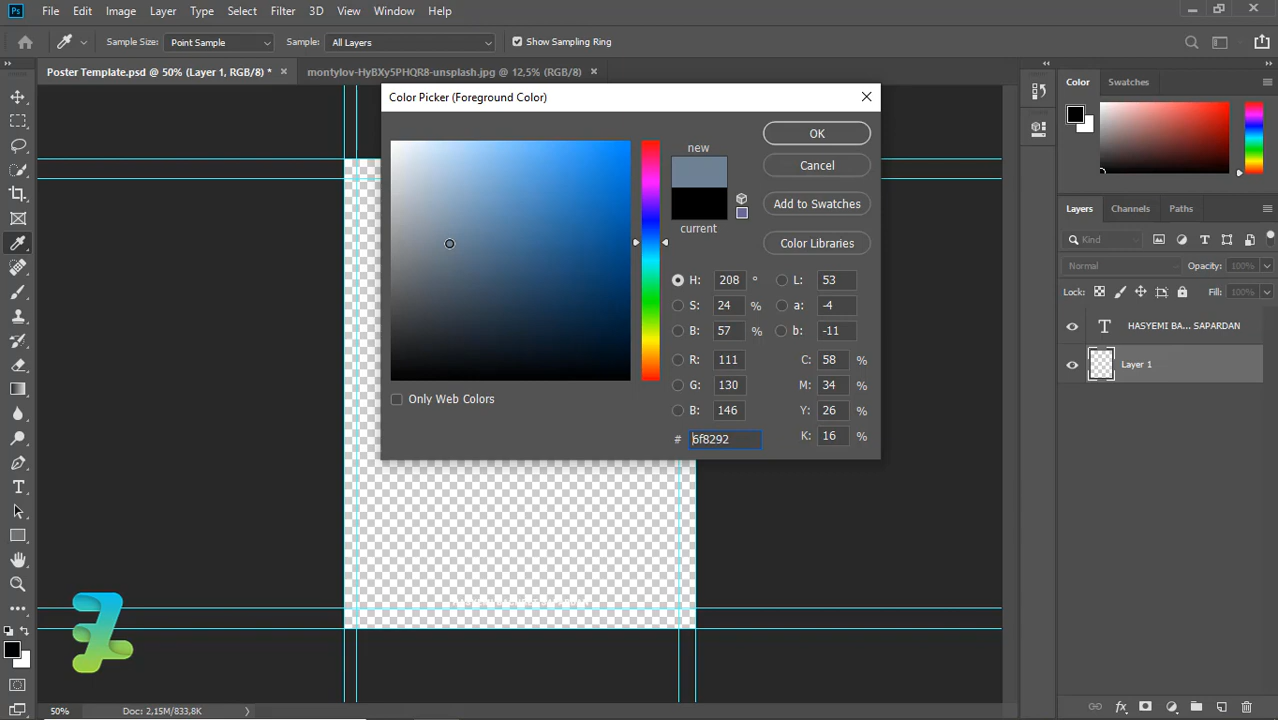 Ps File Edit Image Layer Type Select Filter 3D View Window Help
Sample Size: Point Sample Sample: All Layers Show Sampling Ring
Poster Template.psd @ 50% (Layer 1, RGB/8) * × montylov-HyBXy5PHQR8-unsplash.jpg @ 12,5% (RGB/8) ×
Color Picker (Foreground Color)
new
current
OK
Cancel
Add to Swatches
Color Libraries
H: 208 ° L: 53
S: 24 % a: -4
B: 57 % b: -11
R: 111 C: 58 %
G: 130 M: 34 %
B: 146 Y: 26 %
# 6f8292 K: 16 %
Only Web Colors
Color Swatches
Layers Channels Paths
Kind
Normal Opacity: 100%
Lock: Fill: 100%
T HASYEMI BA... SAPARDAN
Layer 1
50% Doc: 2,15M/833,8K